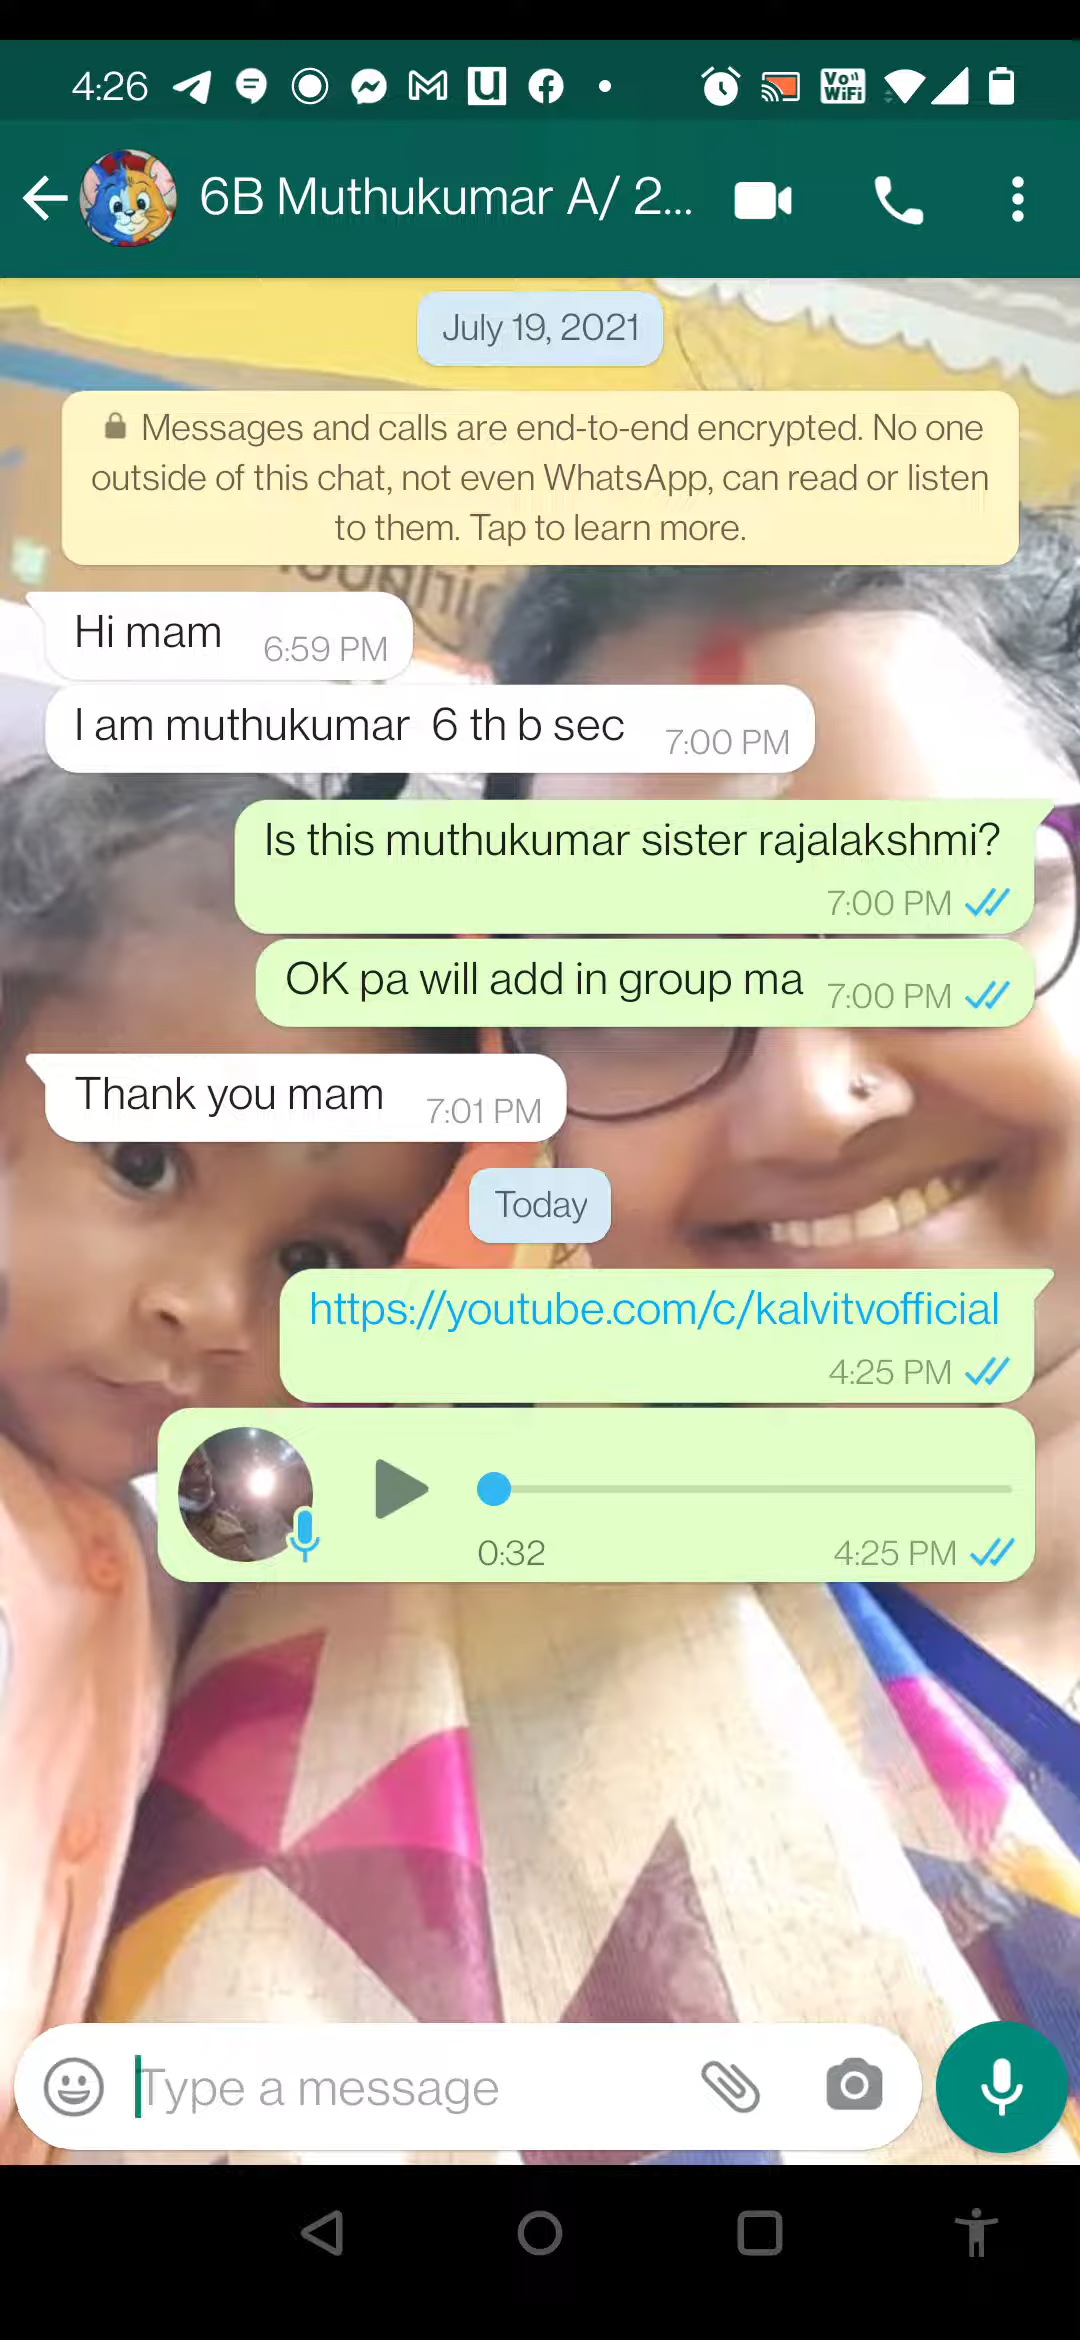 4:26
Vo)) WiFi
6B Muthukumar A/ 2...
July 19, 2021
Messages and calls are end-to-end encrypted. No one
outside of this chat, not even WhatsApp, can read or listen
to them. Tap to learn more.
Hi mam 6:59 PM
I am muthukumar 6 th b sec 7:00 PM
Is this muthukumar sister rajalakshmi?
7:00 PM
OK pa will add in group ma 7:00 PM
Thank you mam 7:01 PM
Today
https://youtube.com/c/kalvitvofficial
4:25 PM
0:32 4:25 PM
Type a message